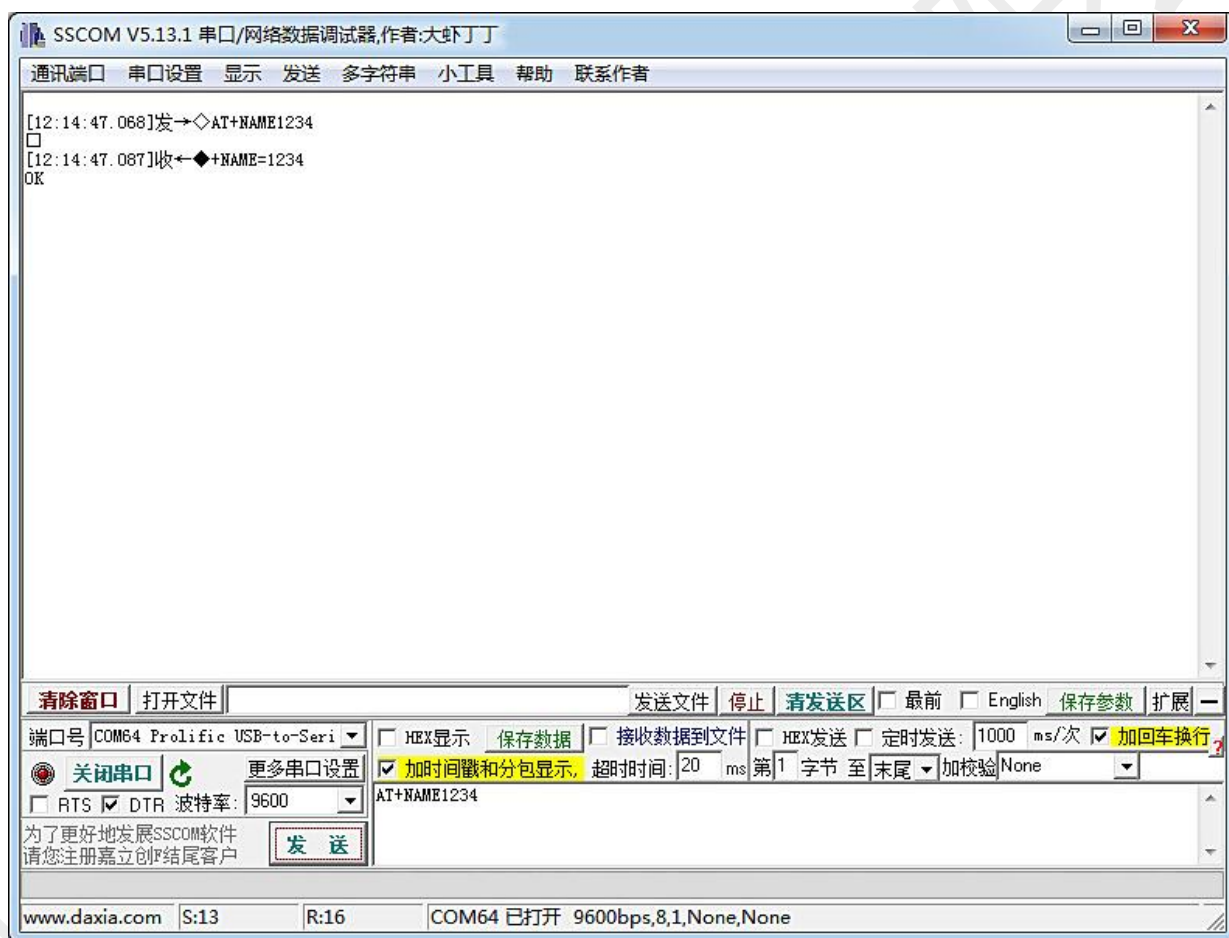 SSCOM V5.13.1 串口/网络数据调试器,作者:大虾丁丁
通讯端口 串口设置 显示 发送 多字符串 小工具 帮助 联系作者
[12:14:47.068]发→◇AT+NAME1234
□
[12:14:47.087]收←◆+NAME=1234
OK
清除窗口 打开文件 发送文件 停止 清发送区 最前 English 保存参数 扩展 —
端口号 COM64 Prolific USB-to-Seri HEX显示 保存数据 接收数据到文件 HEX发送 定时发送: 1000 ms/次 加回车换行 ?
关闭串口 更多串口设置 加时间戳和分包显示, 超时时间: 20 ms 第1 字节 至 末尾 加校验 None
RTS DTR 波特率: 9600 AT+NAME1234
为了更好地发展SSCOM软件
请您注册嘉立创F结尾客户 发 送
www.daxia.com S:13 R:16 COM64 已打开 9600bps,8,1,None,None